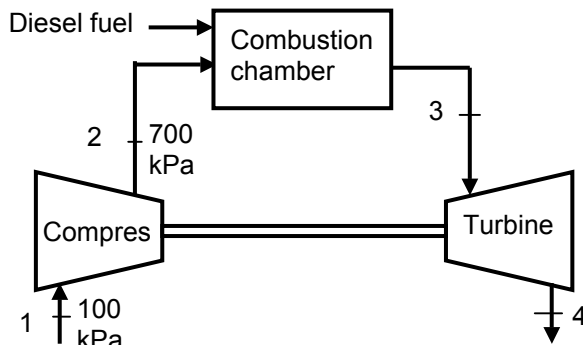 Diesel fuel
Combustion
chamber
2
700
kPa
3
Compres
Turbine
1
100
kPa
4